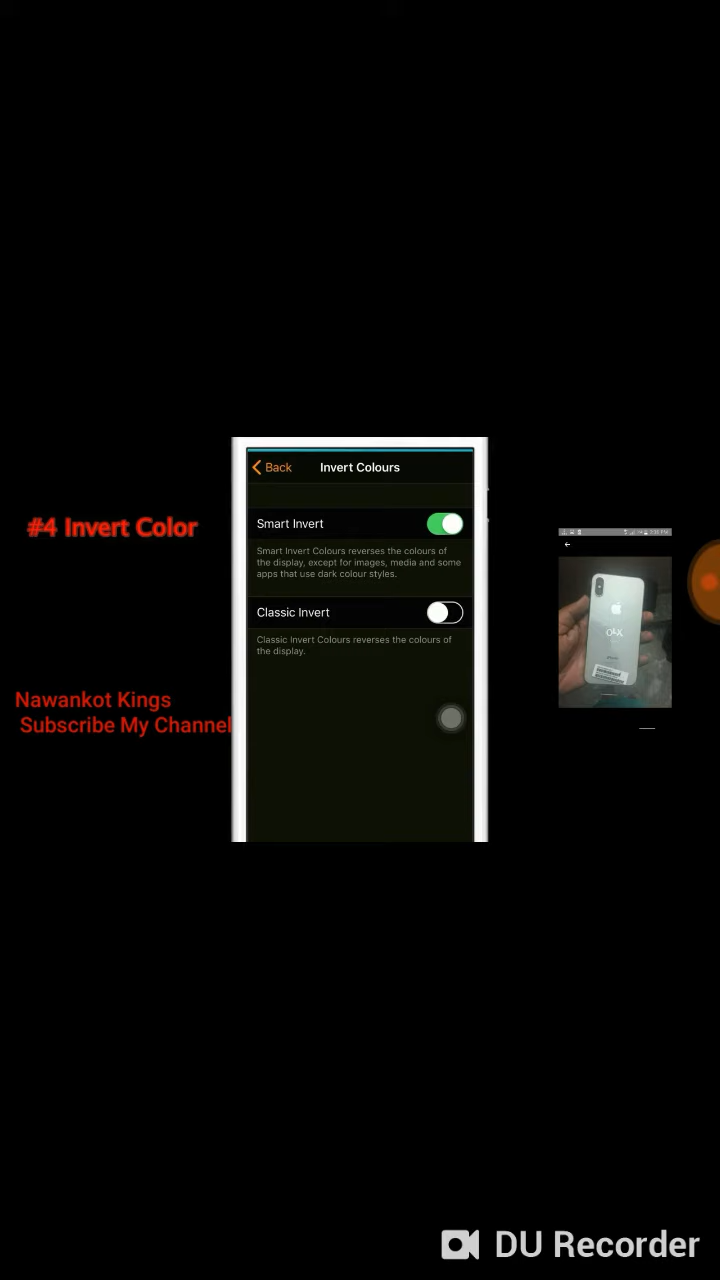 Back
Invert Colours
#4 Invert Color
Smart Invert
Smart Invert Colours reverses the colours of
the display, except for images, media and some
apps that use dark colour styles.
Classic Invert
Classic Invert Colours reverses the colours of
the display.
Nawankot Kings
Subscribe My Channel
OLX
DU Recorder